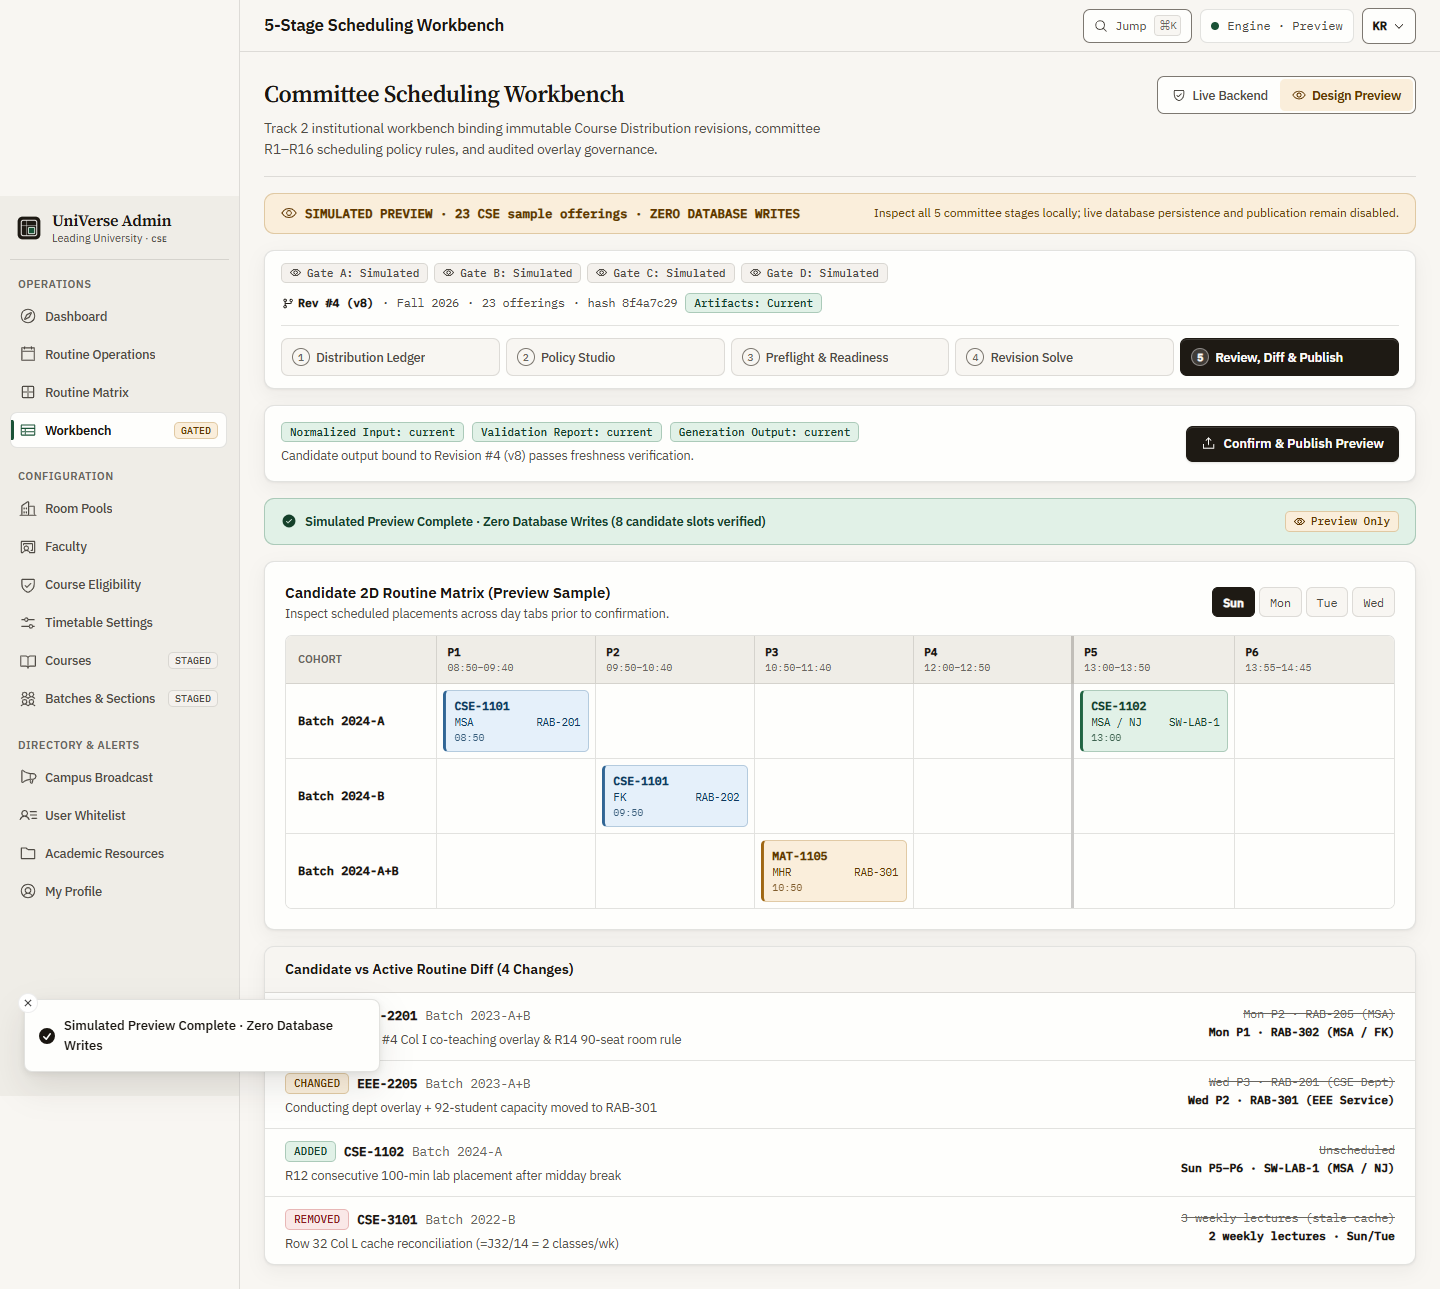 5-Stage Scheduling Workbench
Jump ⌘K
Engine · Preview
KR
Committee Scheduling Workbench
Track 2 institutional workbench binding immutable Course Distribution revisions, committee
R1–R16 scheduling policy rules, and audited overlay governance.
Live Backend
Design Preview
UniVerse Admin
Leading University · CSE
OPERATIONS
Dashboard
Routine Operations
Routine Matrix
Workbench GATED
CONFIGURATION
Room Pools
Faculty
Course Eligibility
Timetable Settings
Courses STAGED
Batches & Sections STAGED
DIRECTORY & ALERTS
Campus Broadcast
User Whitelist
Academic Resources
My Profile
SIMULATED PREVIEW · 23 CSE sample offerings · ZERO DATABASE WRITES
Inspect all 5 committee stages locally; live database persistence and publication remain disabled.
Gate A: Simulated
Gate B: Simulated
Gate C: Simulated
Gate D: Simulated
Rev #4 (v8) · Fall 2026 · 23 offerings · hash 8f4a7c29 Artifacts: Current
1 Distribution Ledger
2 Policy Studio
3 Preflight & Readiness
4 Revision Solve
5 Review, Diff & Publish
Normalized Input: current
Validation Report: current
Generation Output: current
Candidate output bound to Revision #4 (v8) passes freshness verification.
Confirm & Publish Preview
Simulated Preview Complete · Zero Database Writes (8 candidate slots verified)
Preview Only
Candidate 2D Routine Matrix (Preview Sample)
Inspect scheduled placements across day tabs prior to confirmation.
Sun Mon Tue Wed
COHORT
P1
08:50–09:40
P2
09:50–10:40
P3
10:50–11:40
P4
12:00–12:50
P5
13:00–13:50
P6
13:55–14:45
Batch 2024-A
CSE-1101
MSA RAB-201
08:50
CSE-1102
MSA / NJ SW-LAB-1
13:00
Batch 2024-B
CSE-1101
FK RAB-202
09:50
Batch 2024-A+B
MAT-1105
MHR RAB-301
10:50
Candidate vs Active Routine Diff (4 Changes)
-2201 Batch 2023-A+B
#4 Col I co-teaching overlay & R14 90-seat room rule
Mon P2 · RAB-205 (MSA)
Mon P1 · RAB-302 (MSA / FK)
Simulated Preview Complete · Zero Database
Writes
CHANGED EEE-2205 Batch 2023-A+B
Conducting dept overlay + 92-student capacity moved to RAB-301
Wed P3 · RAB-201 (CSE Dept)
Wed P2 · RAB-301 (EEE Service)
ADDED CSE-1102 Batch 2024-A
R12 consecutive 100-min lab placement after midday break
Unscheduled
Sun P5–P6 · SW-LAB-1 (MSA / NJ)
REMOVED CSE-3101 Batch 2022-B
Row 32 Col L cache reconciliation (=J32/14 = 2 classes/wk)
3 weekly lectures (stale cache)
2 weekly lectures · Sun/Tue